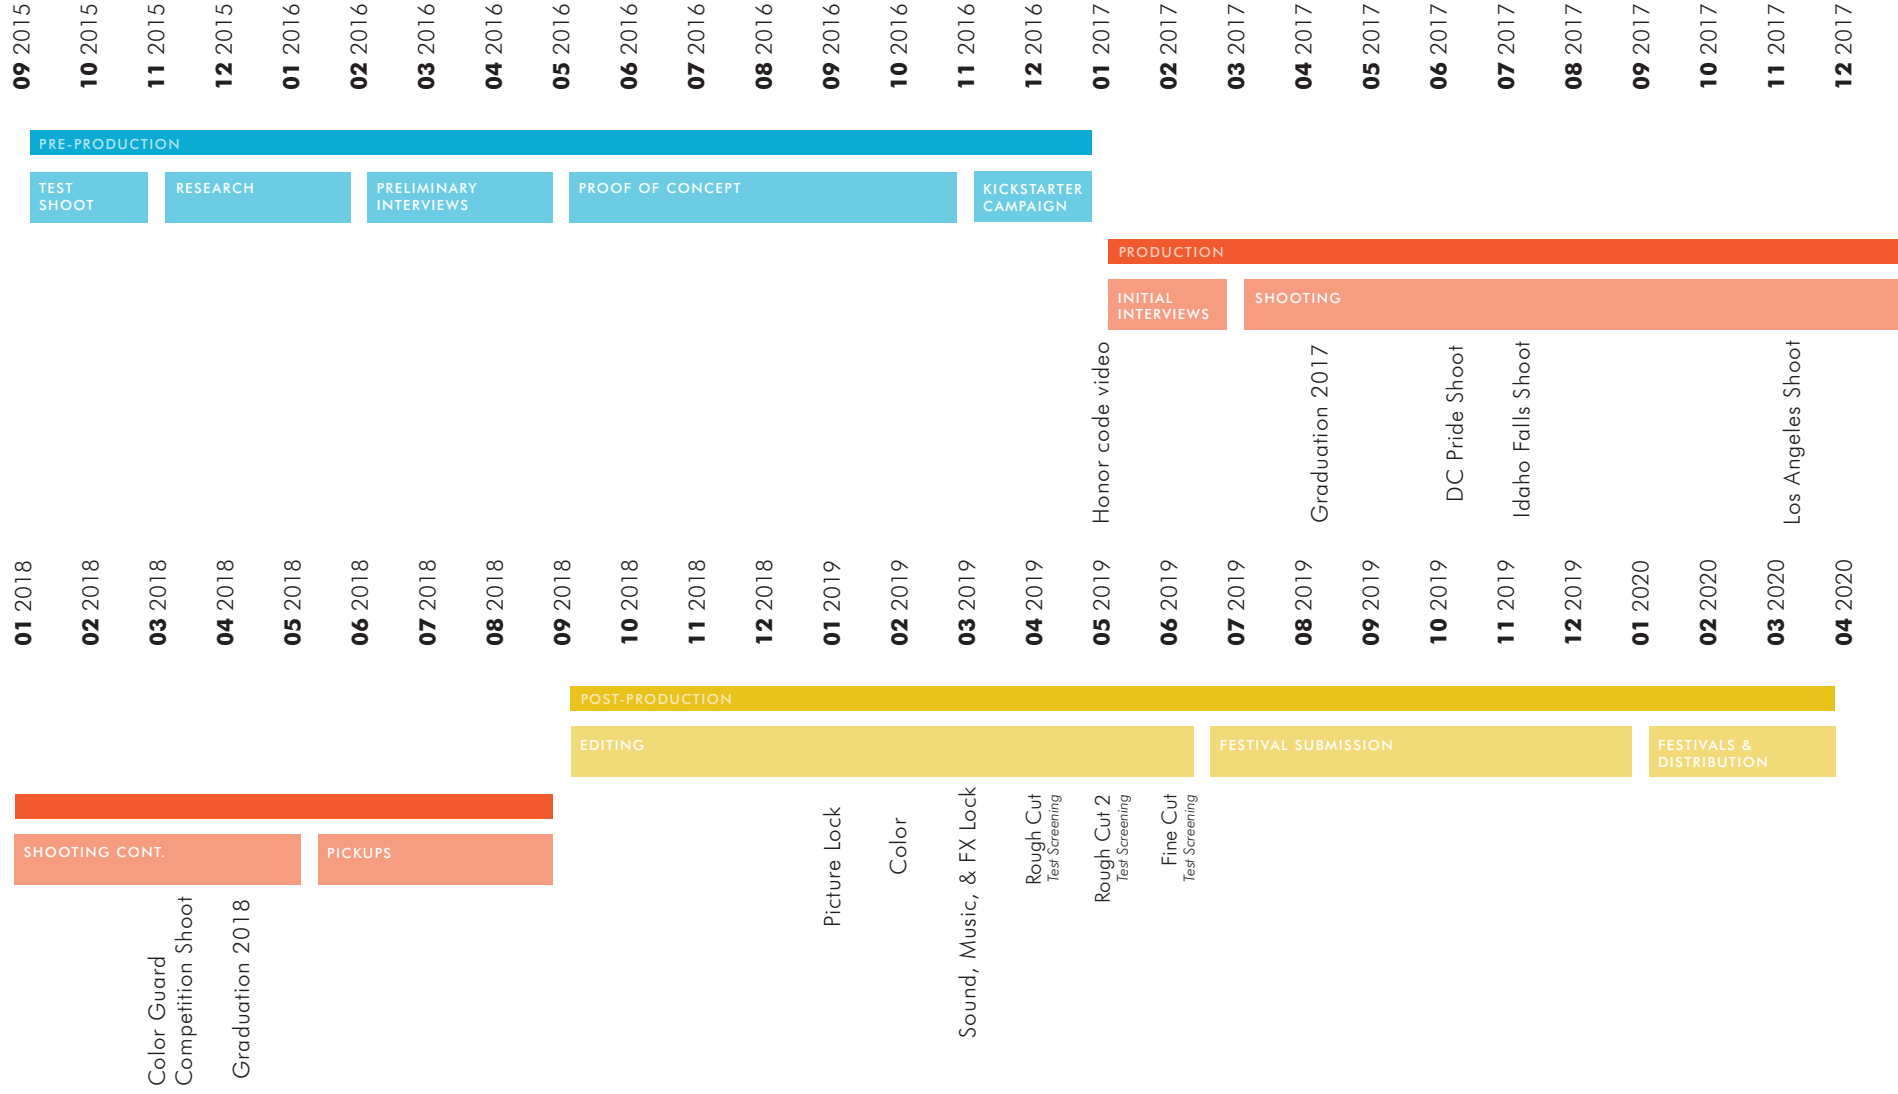 09 2015
10 2015
11 2015
12 2015
01 2016
02 2016
03 2016
04 2016
05 2016
06 2016
07 2016
08 2016
09 2016
10 2016
11 2016
12 2016
01 2017
02 2017
03 2017
04 2017
05 2017
06 2017
07 2017
08 2017
09 2017
10 2017
11 2017
12 2017
PRE-PRODUCTION
TEST
SHOOT
RESEARCH
PRELIMINARY
INTERVIEWS
PROOF OF CONCEPT
KICKSTARTER
CAMPAIGN
PRODUCTION
INITIAL
INTERVIEWS
SHOOTING
Honor code video
Graduation 2017
DC Pride Shoot
Idaho Falls Shoot
Los Angeles Shoot
01 2018
02 2018
03 2018
04 2018
05 2018
06 2018
07 2018
08 2018
09 2018
10 2018
11 2018
12 2018
01 2019
02 2019
03 2019
04 2019
05 2019
06 2019
07 2019
08 2019
09 2019
10 2019
11 2019
12 2019
01 2020
02 2020
03 2020
04 2020
POST-PRODUCTION
EDITING
FESTIVAL SUBMISSION
FESTIVALS &
DISTRIBUTION
SHOOTING CONT.
PICKUPS
Color Guard
Competition Shoot
Graduation 2018
Picture Lock
Color
Sound, Music, & FX Lock
Rough Cut
Test Screening
Rough Cut 2
Test Screening
Fine Cut
Test Screening